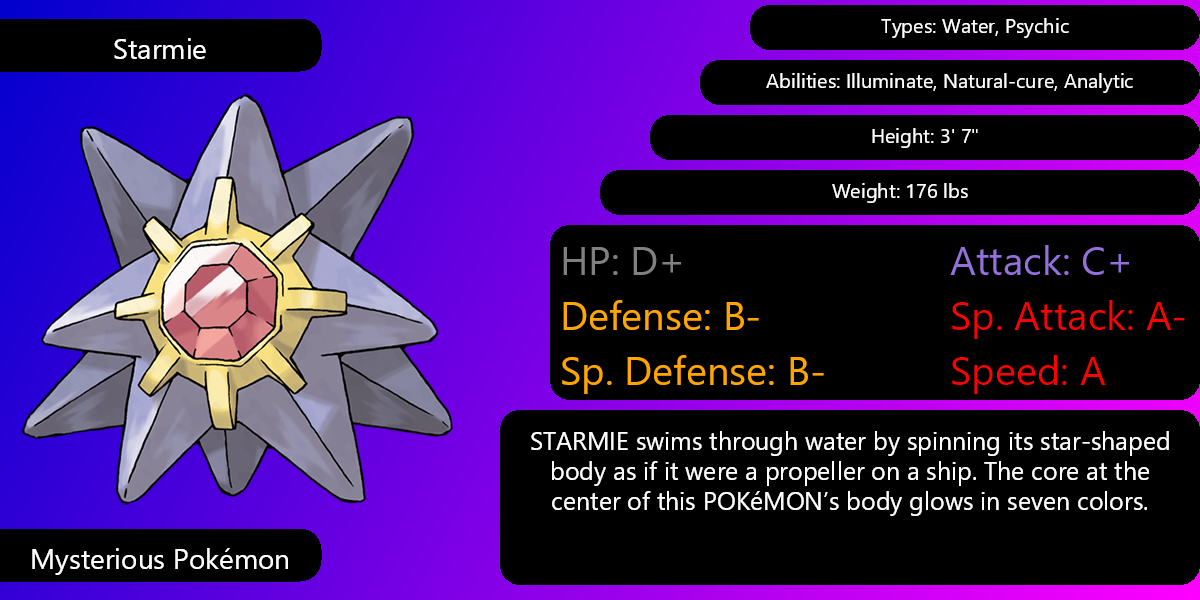 Starmie
Types: Water, Psychic
Abilities: Illuminate, Natural-cure, Analytic
Height: 3' 7"
Weight: 176 lbs
HP: D+
Attack: C+
Defense: B-
Sp. Attack: A-
Sp. Defense: B-
Speed: A
STARMIE swims through water by spinning its star-shaped
body as if it were a propeller on a ship. The core at the
center of this POKéMON’s body glows in seven colors.
Mysterious Pokémon